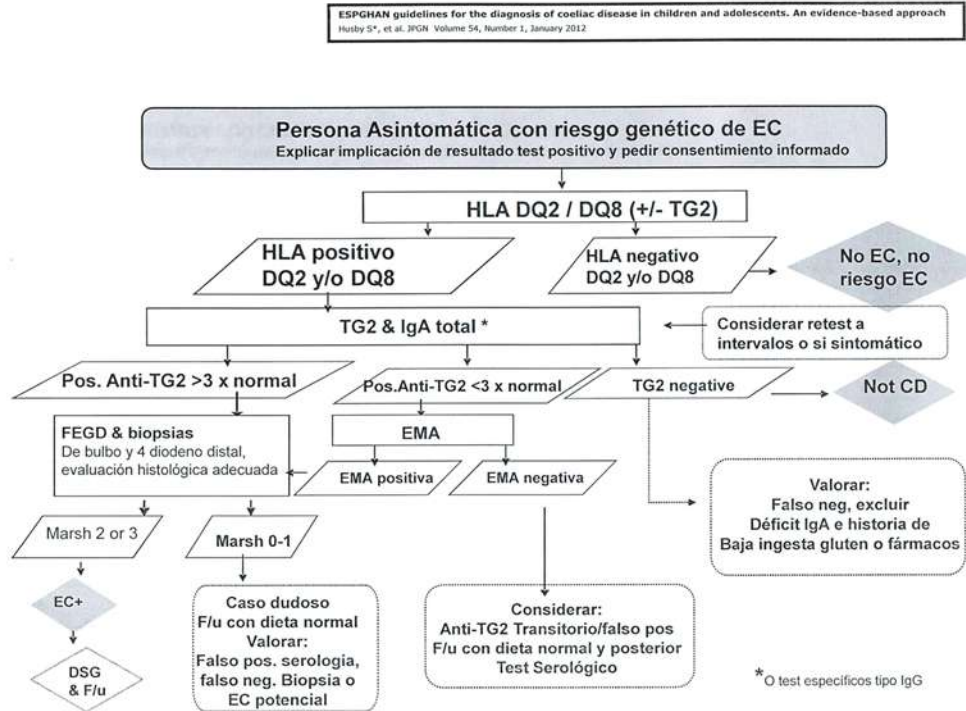 ESPGHAN guidelines for the diagnosis of coeliac disease in children and adolescents. An evidence-based approach
Husby S*, et al. JPGN Volume 54, Number 1, January 2012
Persona Asintomática con riesgo genético de EC
Explicar implicación de resultado test positivo y pedir consentimiento informado
HLA DQ2 / DQ8 (+/- TG2)
HLA positivo
DQ2 y/o DQ8
HLA negativo
DQ2 y/o DQ8
No EC, no
riesgo EC
TG2 & IgA total *
Considerar retest a
intervalos o si sintomático
Pos. Anti-TG2 >3 x normal)
Pos.Anti-TG2 <3 x normal
TG2 negative
Not CD
FEGD & biopsias
De bulbo y 4 diodeno distal,
evaluación histológica adecuada
EMA
EMA positiva
EMA negativa
Valorar:
Falso neg, excluir
Déficit IgA e historia de
Baja ingesta gluten o fármacos
Marsh 2 or 3
Marsh 0-1
EC+
DSG
& F/u
Caso dudoso
F/u con dieta normal
Valorar:
Falso pos. serologia,
falso neg. Biopsia o
EC potencial
Considerar:
Anti-TG2 Transitorio/falso pos
F/u con dieta normal y posterior
Test Serológico
*O test específicos tipo IgG